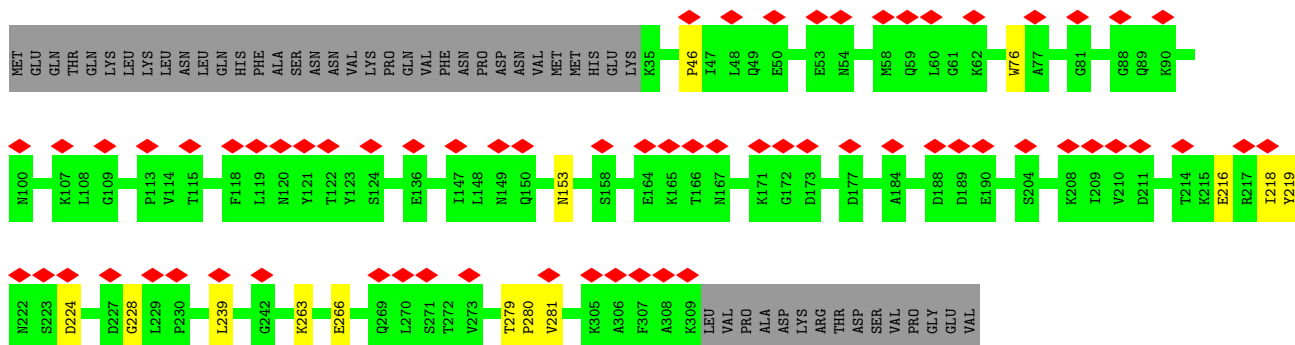 MET GLU GLN THR GLN LYS LEU LYS LEU ASN LEU GLN HIS PHE ALA SER ASN ASN VAL LYS PRO GLN VAL PHE ASN PRO ASP ASN VAL MET MET HIS GLU LYS K35 P46 I47 L48 Q49 E50 E53 N54 M58 Q59 L60 G61 K62 W76 A77 G81 G88 Q89 K90
N100 K107 L108 G109 P113 V114 T115 F118 L119 N120 Y121 T122 Y123 S124 E136 I147 L148 N149 Q150 N153 S158 E164 K165 T166 N167 K171 G172 D173 D177 A184 D188 D189 E190 S204 K208 I209 V210 D211 T214 K215 E216 R217 I218 Y219
N222 S223 D224 D227 G228 L229 P230 L239 G242 K263 E266 Q269 L270 S271 T272 V273 T279 P280 V281 K305 A306 F307 A308 K309 LEU VAL PRO ALA ASP LYS ARG THR ASP SER VAL PRO GLY GLU VAL